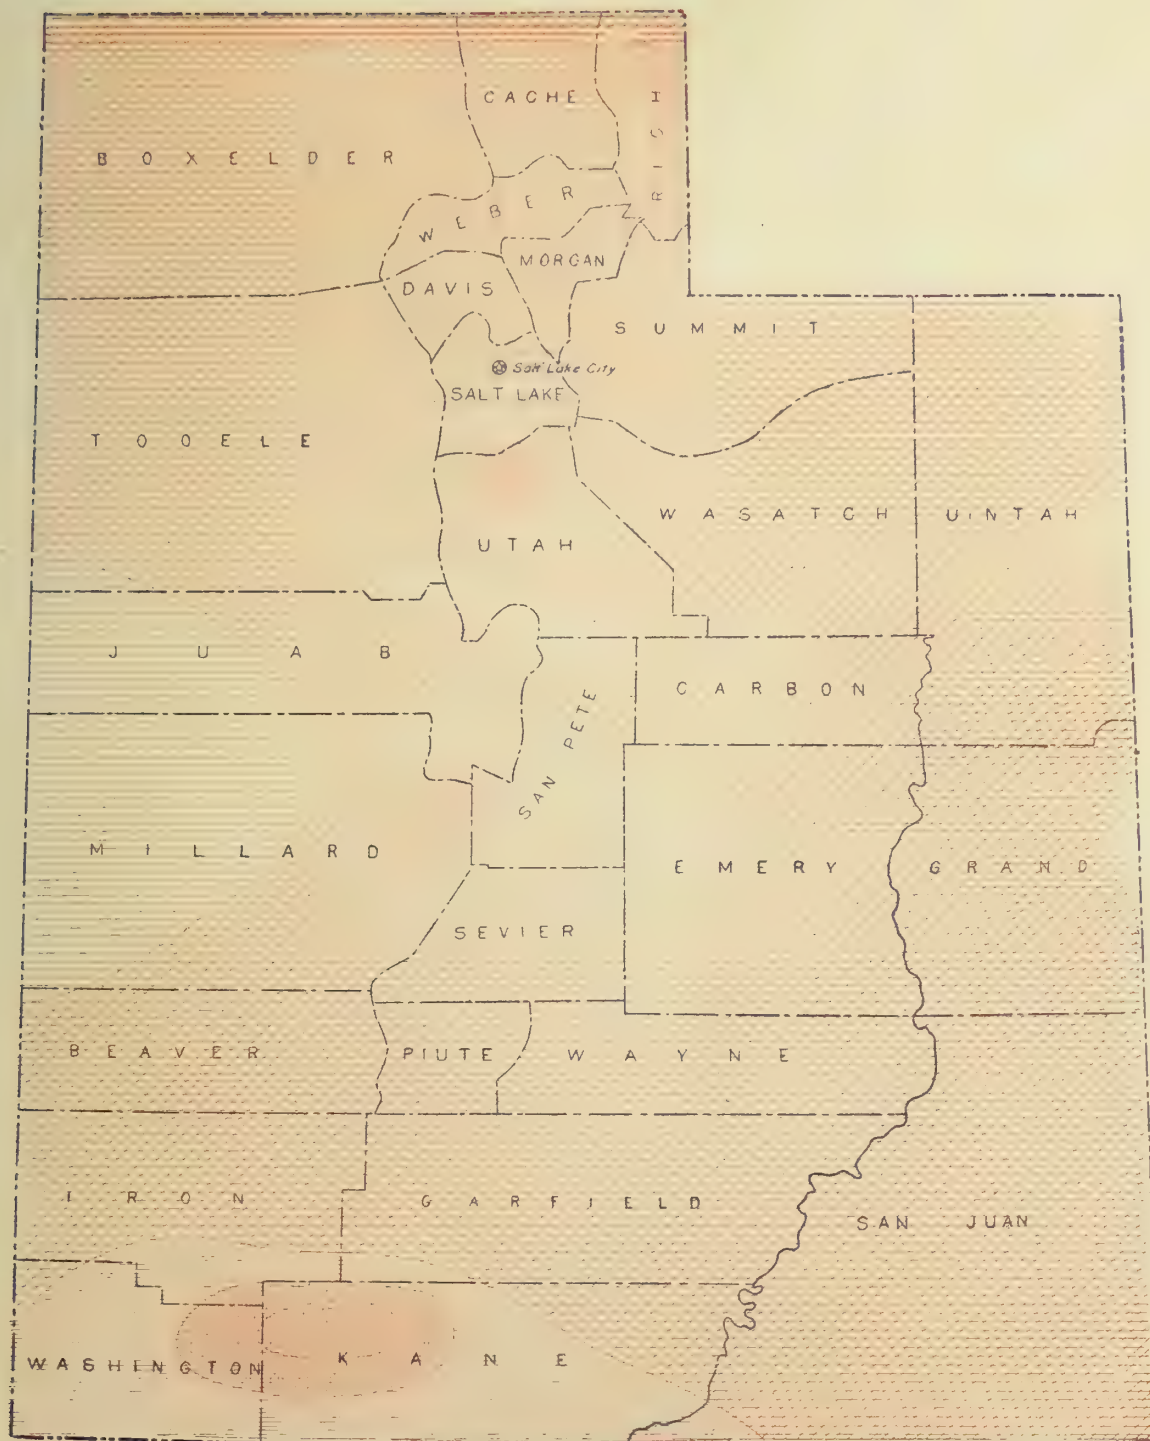 CACHE
RICH
BOXELDER
WEBER
MORGAN
DAVIS
SUMMIT
Salt Lake City
SALT LAKE
TOOELE
WASATCH
UINTAH
UTAH
JUAB
CARBON
SAN PETE
MILLARD
EMERY
GRAND
SEVIER
BEAVER
PIUTE
WAYNE
IRON
GARFIELD
SAN JUAN
WASHINGTON
KANE